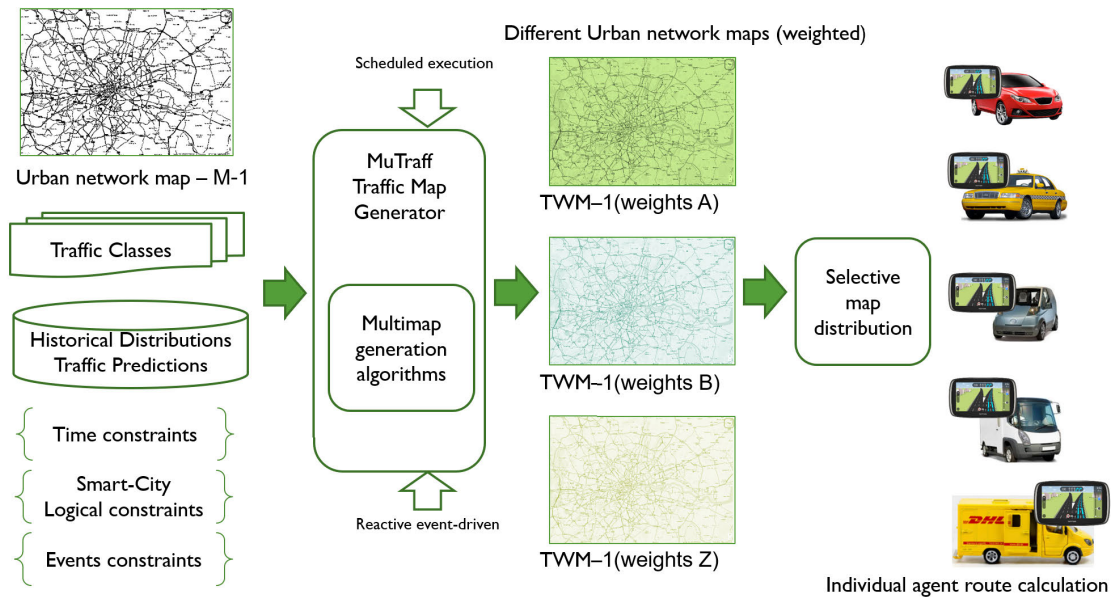 Urban network map – M-1
Traffic Classes
Historical Distributions
Traffic Predictions
Time constraints
Smart-City
Logical constraints
Events constraints
Scheduled execution
MuTraff
Traffic Map
Generator
Multimap
generation
algorithms
Reactive event-driven
Different Urban network maps (weighted)
TWM–1(weights A)
TWM–1(weights B)
TWM–1(weights Z)
Selective
map
distribution
DHL
Individual agent route calculation